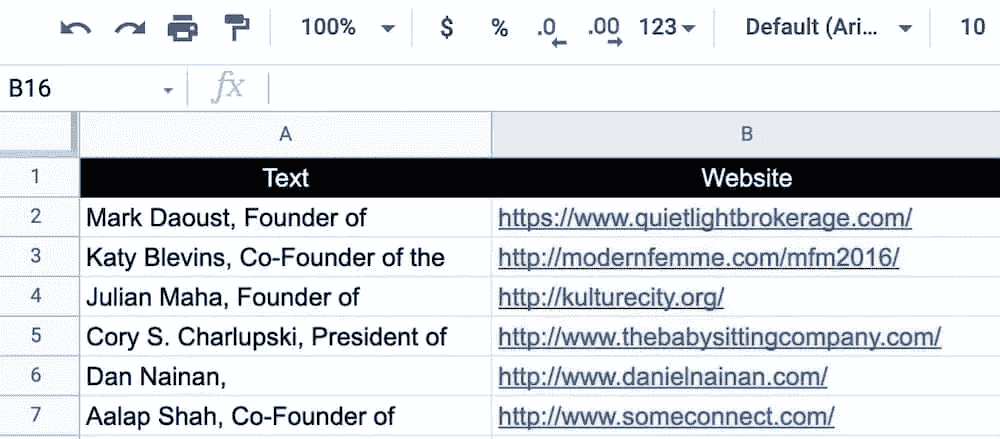 100% $ % .0 .00 123 Default (Ari... 10
B16 fx
A B
1 Text Website
2 Mark Daoust, Founder of https://www.quietlightbrokerage.com/
3 Katy Blevins, Co-Founder of the http://modernfemme.com/mfm2016/
4 Julian Maha, Founder of http://kulturecity.org/
5 Cory S. Charlupski, President of http://www.thebabysittingcompany.com/
6 Dan Nainan, http://www.danielnainan.com/
7 Aalap Shah, Co-Founder of http://www.someconnect.com/